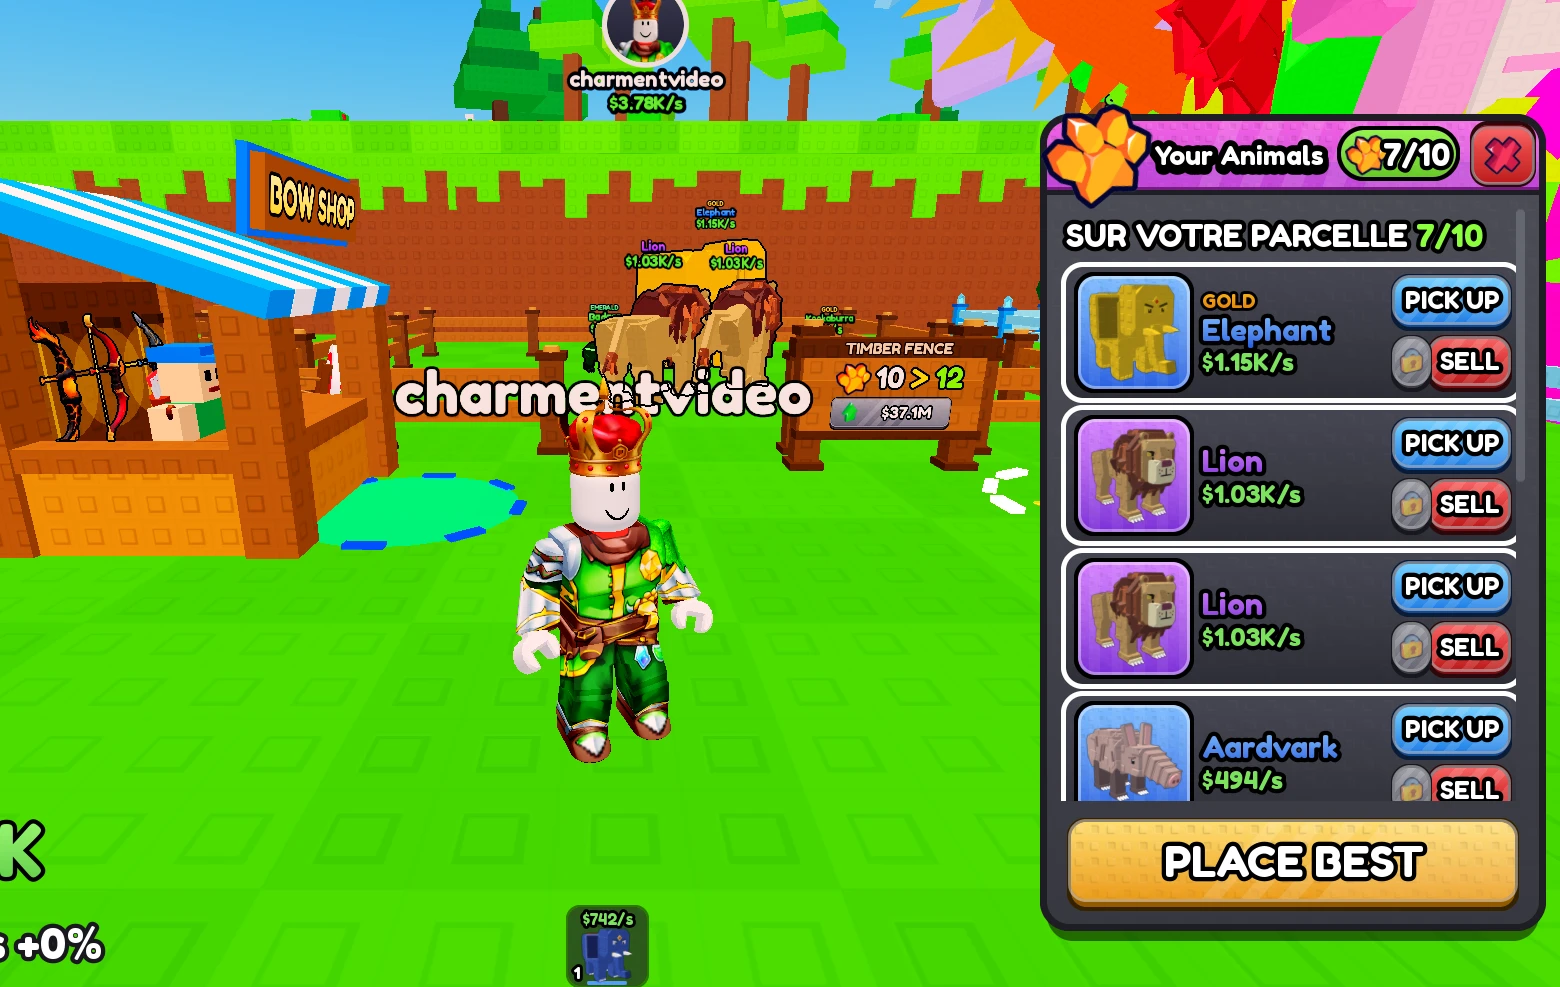 charmentvideo
$3.78K/s
BOW SHOP
GOLD
Elephant
$1.15K/s
Lion
$1.03K/s
Lion
$1.03K/s
EMERALD
GOLD
Kookaburra
TIMBER FENCE
10 > 12
$37.1M
charmentvideo
K
s +0%
$742/s
1
Your Animals
7/10
SUR VOTRE PARCELLE 7/10
GOLD
Elephant
$1.15K/s
PICK UP
SELL
Lion
$1.03K/s
PICK UP
SELL
Lion
$1.03K/s
PICK UP
SELL
Aardvark
$494/s
PICK UP
SELL
PLACE BEST